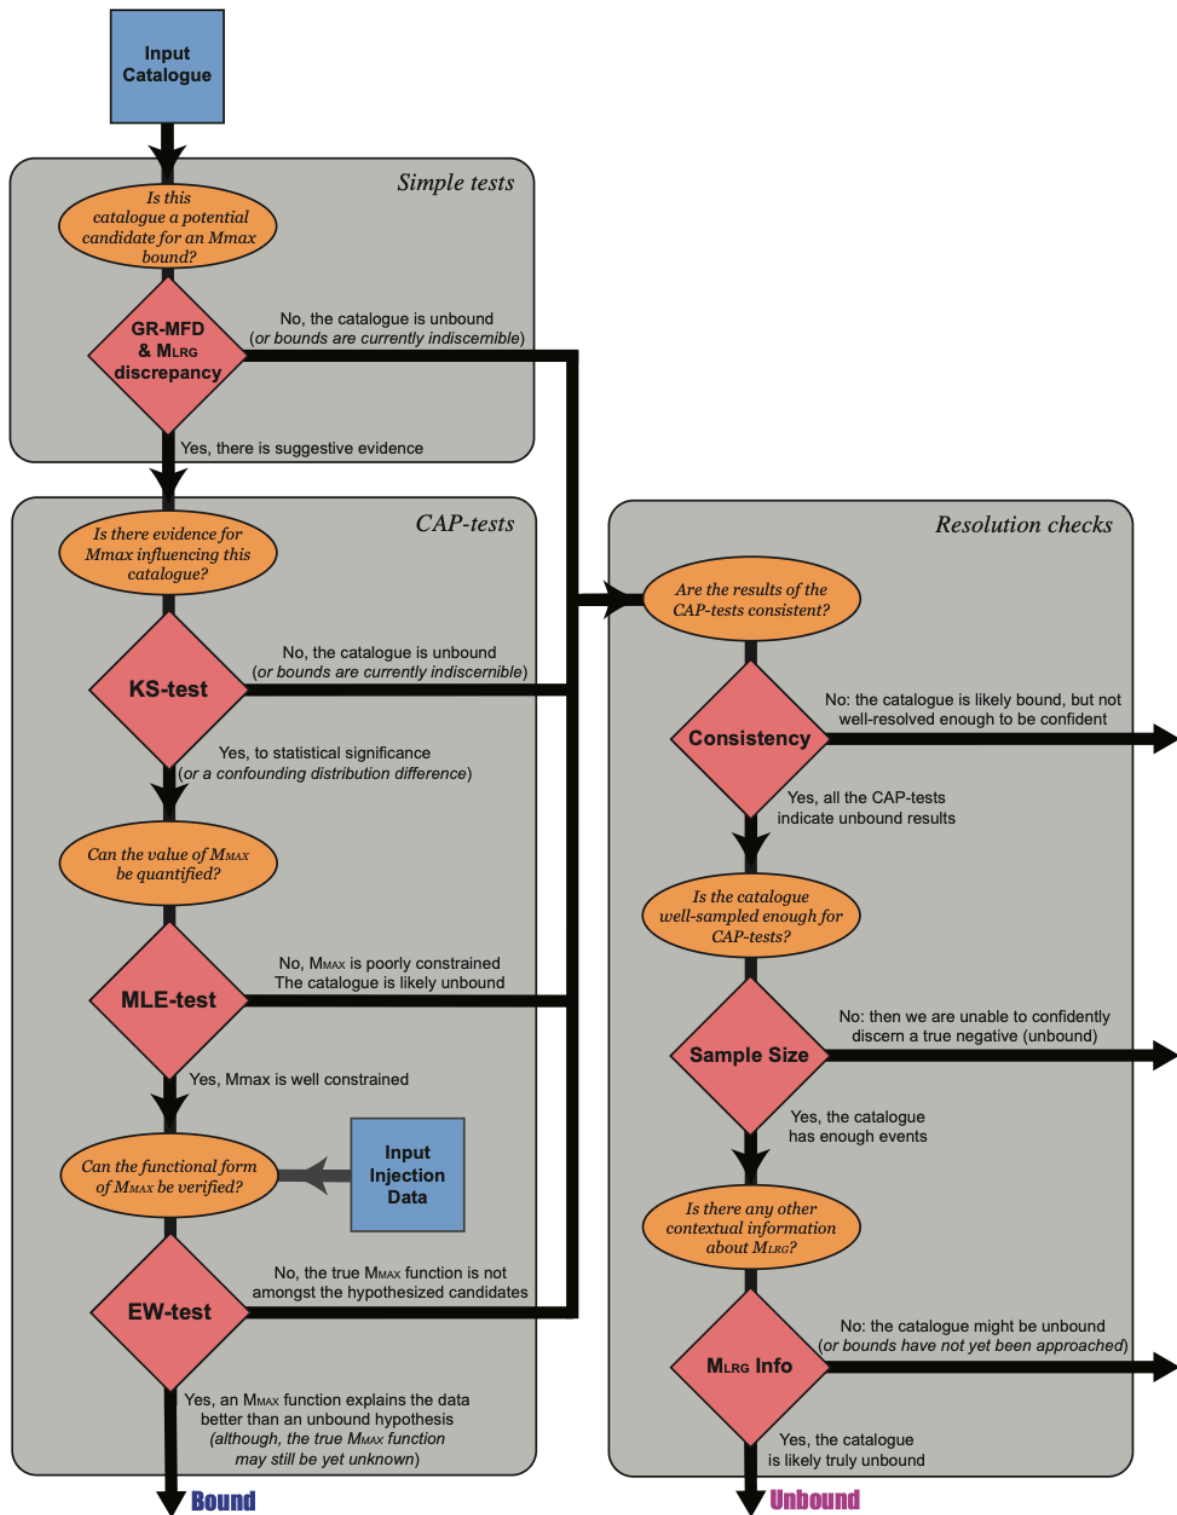 Input
Catalogue
Simple tests
Is this
catalogue a potential
candidate for an Mmax
bound?
GR-MFD
& MLRG
discrepancy
No, the catalogue is unbound
(or bounds are currently indiscernible)
Yes, there is suggestive evidence
CAP-tests
Is there evidence for
Mmax influencing this
catalogue?
KS-test
No, the catalogue is unbound
(or bounds are currently indiscernible)
Yes, to statistical significance
(or a confounding distribution difference)
Can the value of MMAX
be quantified?
MLE-test
No, MMAX is poorly constrained
The catalogue is likely unbound
Yes, Mmax is well constrained
Can the functional form
of MMAX be verified?
Input
Injection
Data
EW-test
No, the true MMAX function is not
amongst the hypothesized candidates
Yes, an MMAX function explains the data
better than an unbound hypothesis
(although, the true MMAX function
may still be yet unknown)
Bound
Resolution checks
Are the results of the
CAP-tests consistent?
Consistency
No: the catalogue is likely bound, but not
well-resolved enough to be confident
Yes, all the CAP-tests
indicate unbound results
Is the catalogue
well-sampled enough for
CAP-tests?
Sample Size
No: then we are unable to confidently
discern a true negative (unbound)
Yes, the catalogue
has enough events
Is there any other
contextual information
about MLRG?
MLRG Info
No: the catalogue might be unbound
(or bounds have not yet been approached)
Yes, the catalogue
is likely truly unbound
Unbound